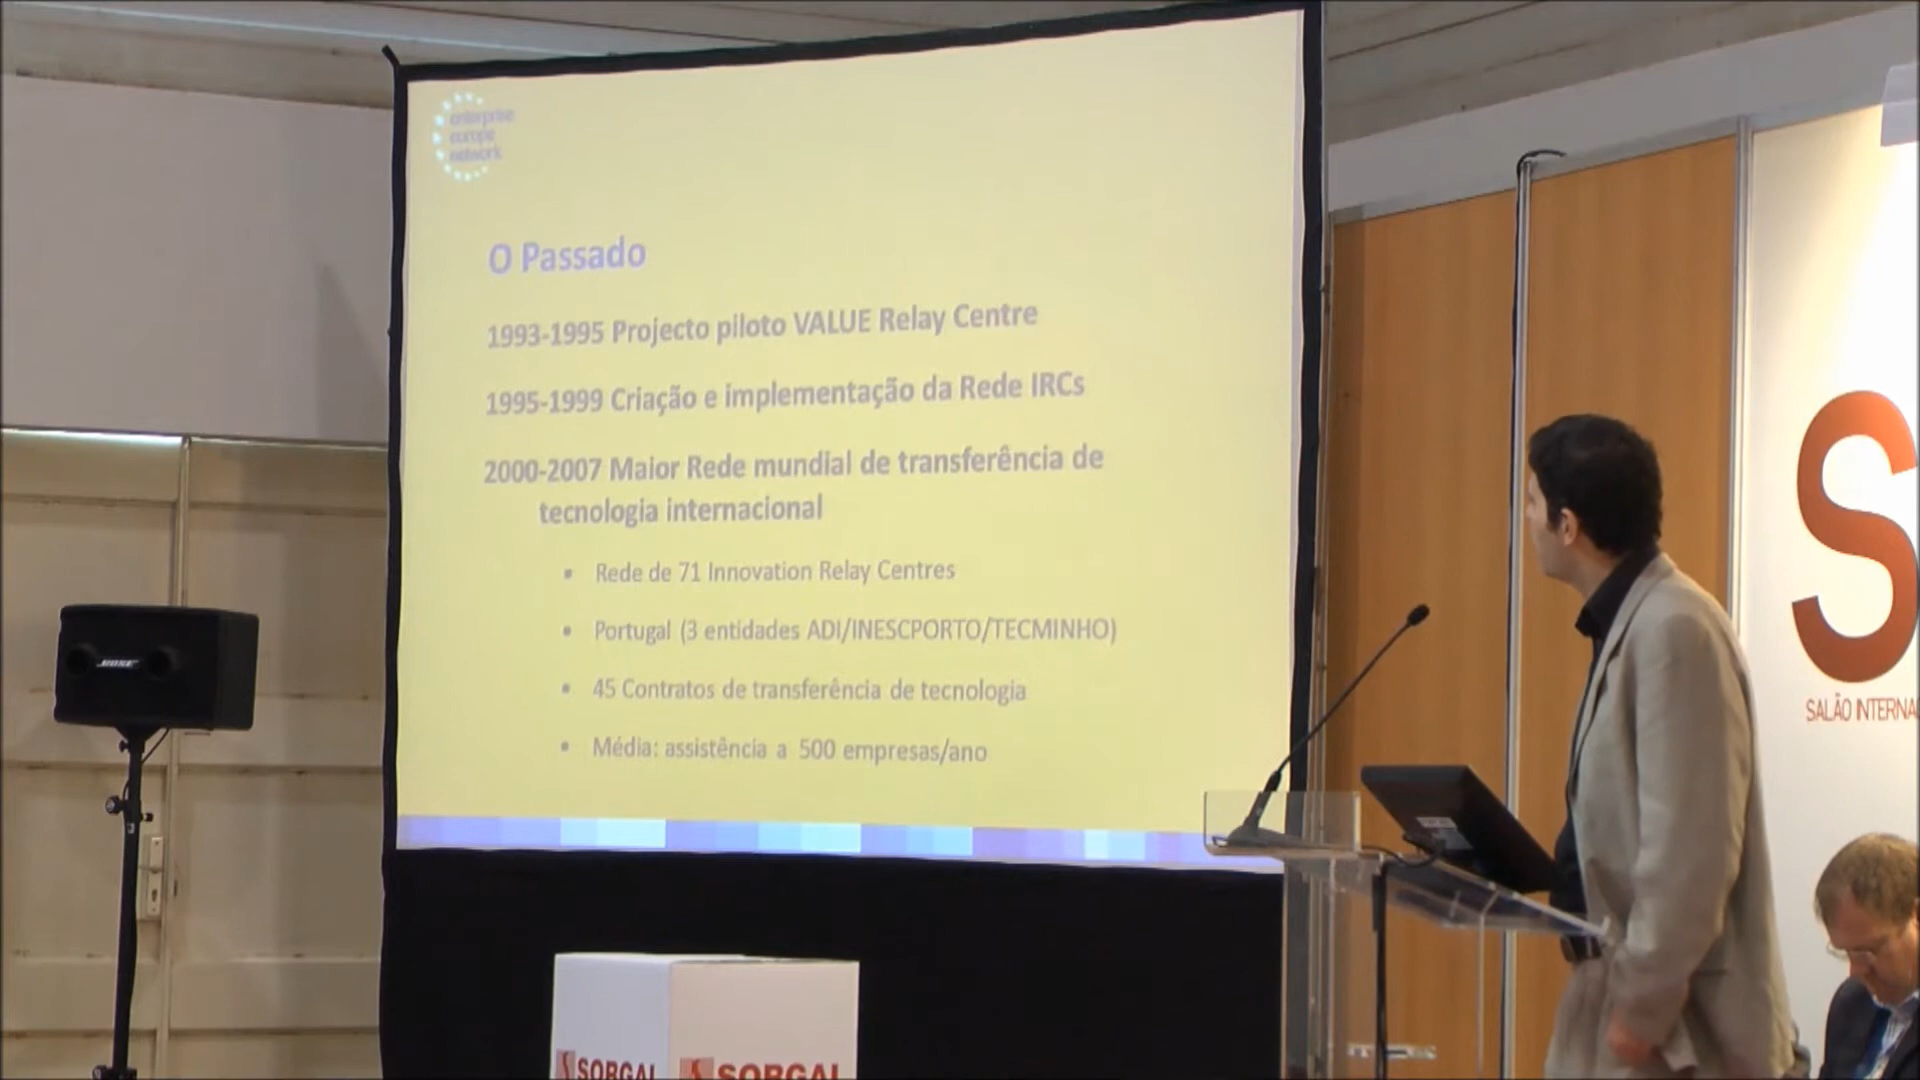 enterprise
europe
network
O Passado
1993-1995 Projecto piloto VALUE Relay Centre
1995-1999 Criação e implementação da Rede IRCs
2000-2007 Maior Rede mundial de transferência de
tecnologia internacional
• Rede de 71 Innovation Relay Centres
• Portugal (3 entidades ADI/INESCPORTO/TECMINHO)
• 45 Contratos de transferência de tecnologia
• Média: assistência a 500 empresas/ano
BOSE
S
SALÃO INTERNA
SORGAL SORGAL